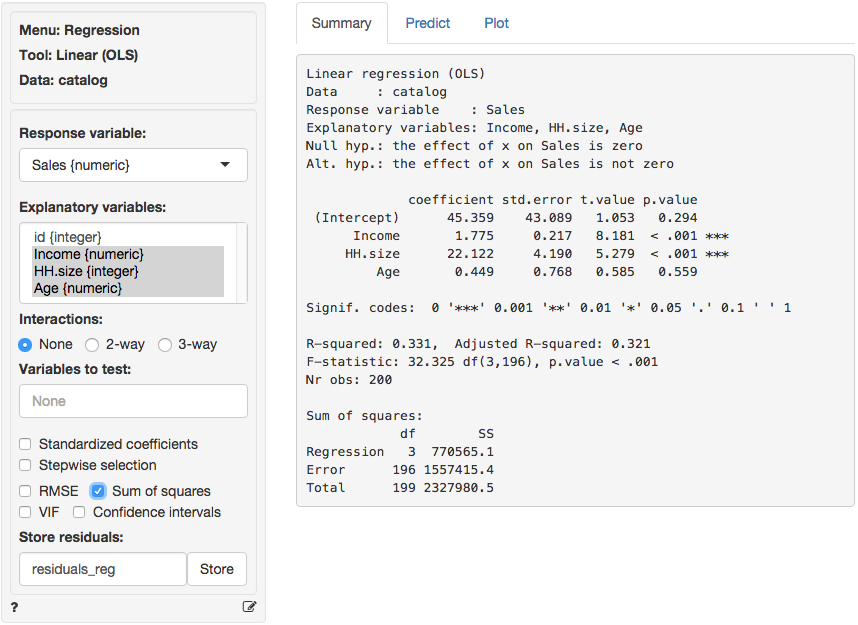 Menu: Regression
Tool: Linear (OLS)
Data: catalog
Response variable:
Sales {numeric}
Explanatory variables:
id {integer}
Income {numeric}
HH.size {integer}
Age {numeric}
Interactions:
None 2-way 3-way
Variables to test:
None
Standardized coefficients
Stepwise selection
RMSE Sum of squares
VIF Confidence intervals
Store residuals:
residuals_reg Store
?
Summary Predict Plot
Linear regression (OLS)
Data     : catalog
Response variable    : Sales
Explanatory variables: Income, HH.size, Age
Null hyp.: the effect of x on Sales is zero
Alt. hyp.: the effect of x on Sales is not zero
coefficient std.error t.value p.value
(Intercept)      45.359    43.089   1.053   0.294
Income       1.775     0.217   8.181  < .001 ***
HH.size      22.122     4.190   5.279  < .001 ***
Age       0.449     0.768   0.585   0.559
Signif. codes:  0 '***' 0.001 '**' 0.01 '*' 0.05 '.' 0.1 ' ' 1
R-squared: 0.331,  Adjusted R-squared: 0.321
F-statistic: 32.325 df(3,196), p.value < .001
Nr obs: 200
Sum of squares:
df        SS
Regression   3  770565.1
Error      196 1557415.4
Total      199 2327980.5